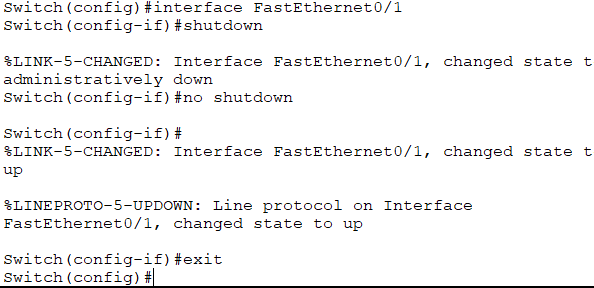 Switch(config)#interface FastEthernet0/1
Switch(config-if)#shutdown
%LINK-5-CHANGED: Interface FastEthernet0/1, changed state t
administratively down
Switch(config-if)#no shutdown
Switch(config-if)#
%LINK-5-CHANGED: Interface FastEthernet0/1, changed state t
up
%LINEPROTO-5-UPDOWN: Line protocol on Interface
FastEthernet0/1, changed state to up
Switch(config-if)#exit
Switch(config)#